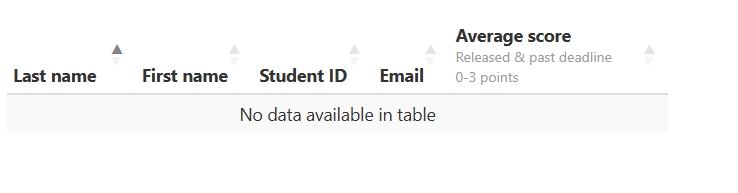 Last name
First name
Student ID
Email
Average score
Released & past deadline
0-3 points
No data available in table